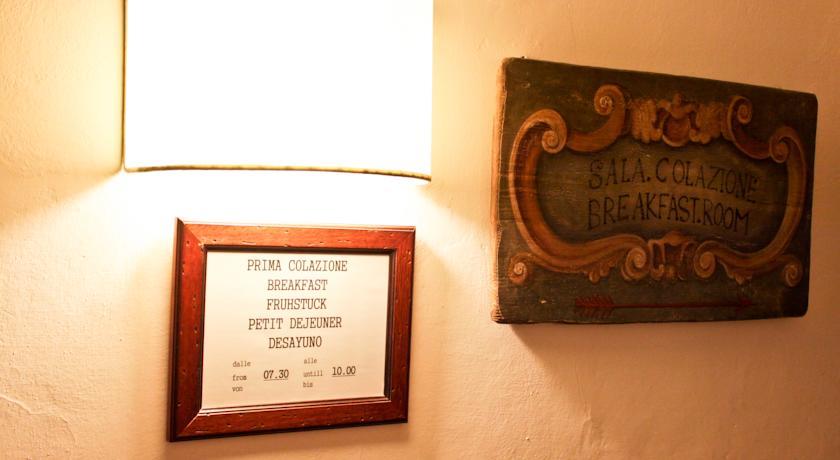 PRIMA COLAZIONE
BREAKFAST
FRUHSTUCK
PETIT DEJEUNER
DESAYUNO
dalle alle
from 07.30 untill 10.00
von bis
SALA.COLAZIONE
BREAKFAST.ROOM